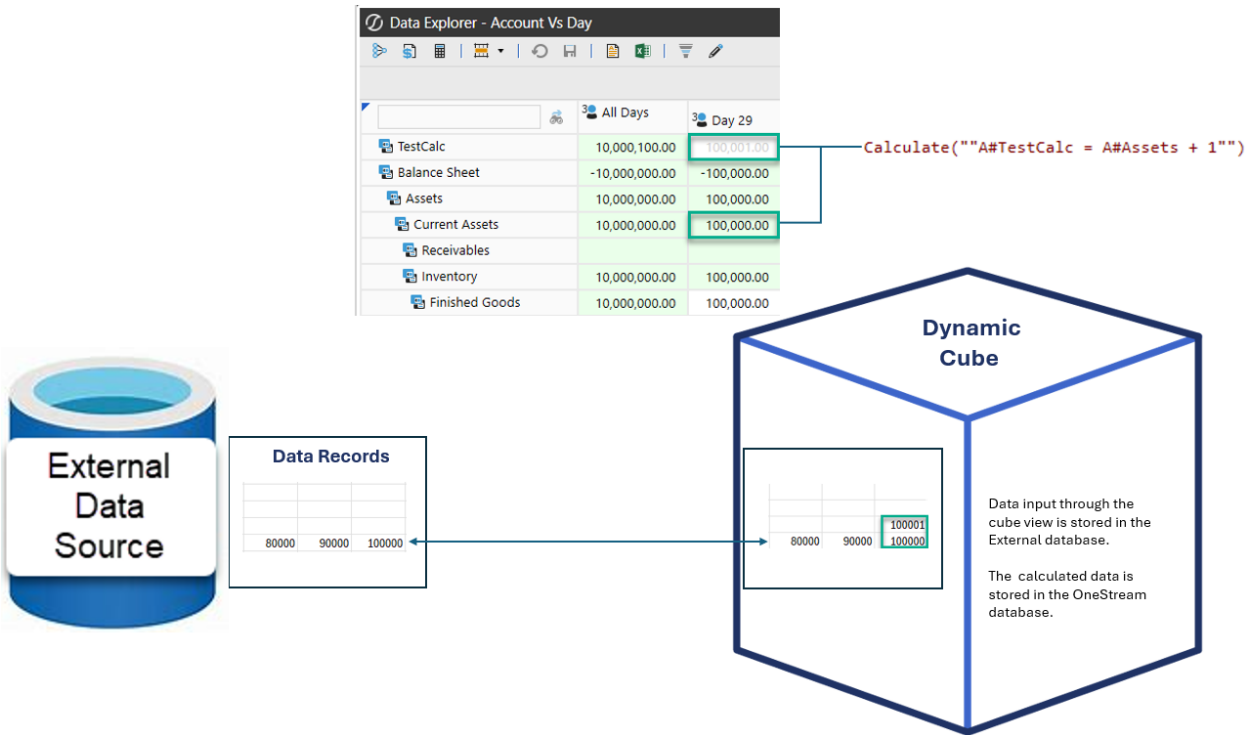 Data Explorer - Account Vs Day
3 All Days
3 Day 29
TestCalc 10,000,100.00 100,001.00
Balance Sheet -10,000,000.00 -100,000.00
Assets 10,000,000.00 100,000.00
Current Assets 10,000,000.00 100,000.00
Receivables
Inventory 10,000,000.00 100,000.00
Finished Goods 10,000,000.00 100,000.00
Calculate(""A#TestCalc = A#Assets + 1"")
Dynamic
Cube
External
Data
Source
Data Records
80000 90000 100000
100001
80000 90000 100000
Data input through the
cube view is stored in the
External database.
The calculated data is
stored in the OneStream
database.